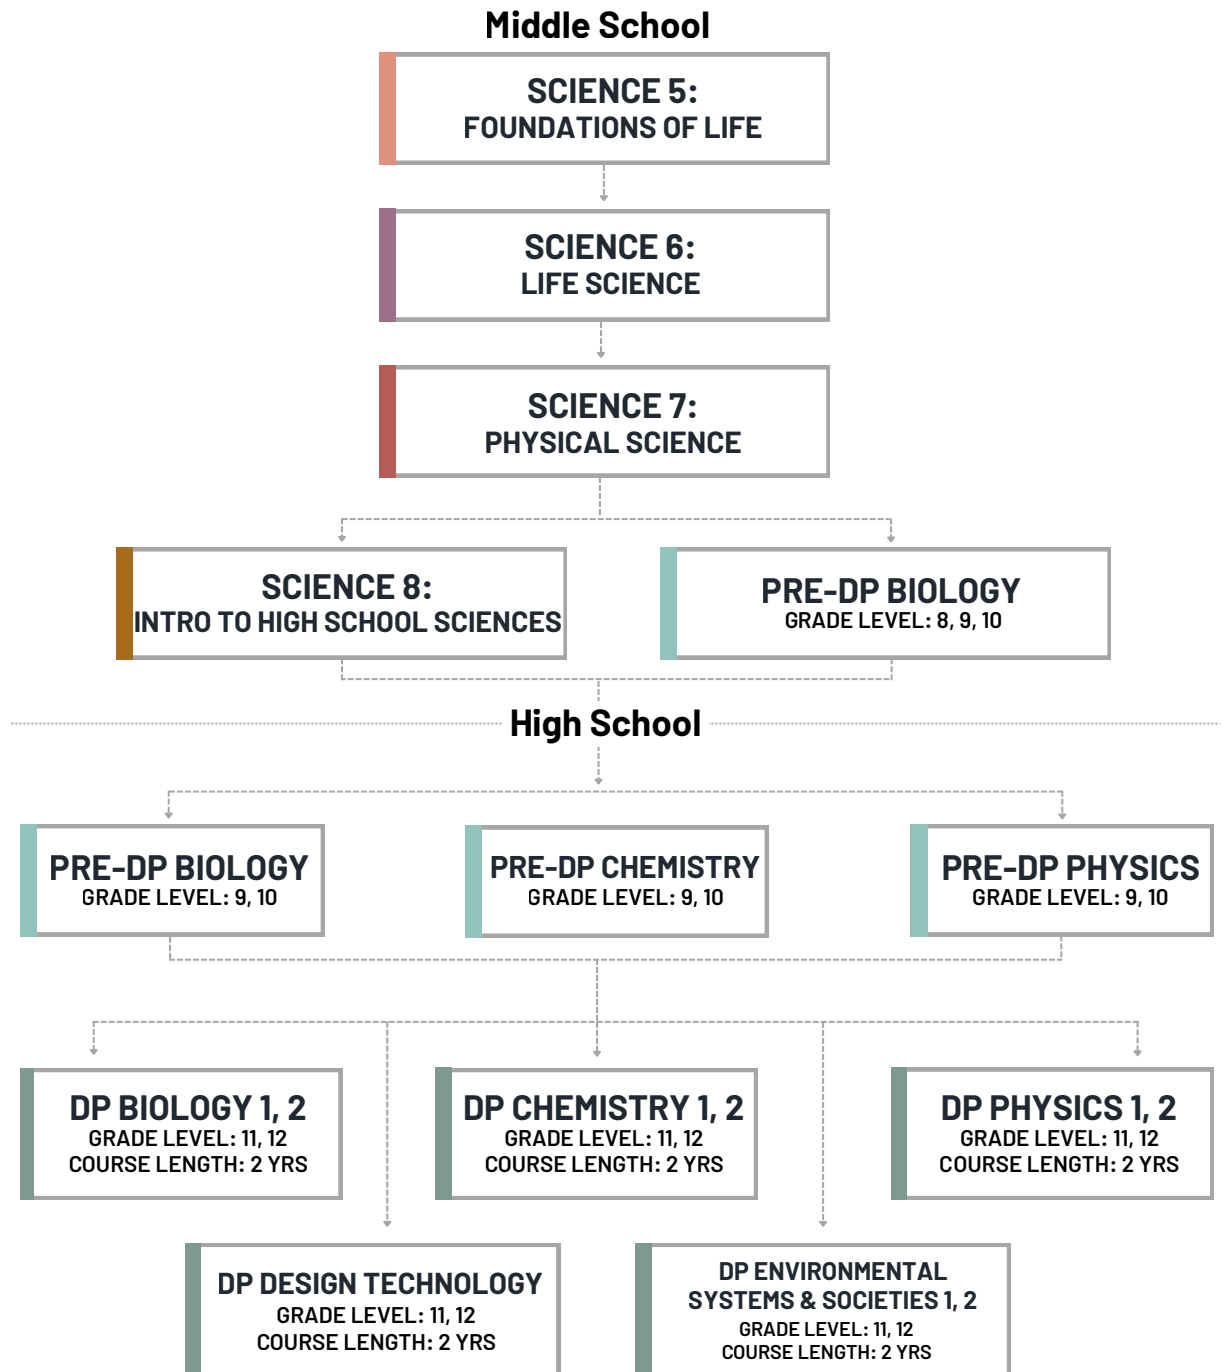 Middle School
SCIENCE 5:
FOUNDATIONS OF LIFE
SCIENCE 6:
LIFE SCIENCE
SCIENCE 7:
PHYSICAL SCIENCE
SCIENCE 8:
INTRO TO HIGH SCHOOL SCIENCES
PRE-DP BIOLOGY
GRADE LEVEL: 8, 9, 10
High School
PRE-DP BIOLOGY
GRADE LEVEL: 9, 10
PRE-DP CHEMISTRY
GRADE LEVEL: 9, 10
PRE-DP PHYSICS
GRADE LEVEL: 9, 10
DP BIOLOGY 1, 2
GRADE LEVEL: 11, 12
COURSE LENGTH: 2 YRS
DP CHEMISTRY 1, 2
GRADE LEVEL: 11, 12
COURSE LENGTH: 2 YRS
DP PHYSICS 1, 2
GRADE LEVEL: 11, 12
COURSE LENGTH: 2 YRS
DP DESIGN TECHNOLOGY
GRADE LEVEL: 11, 12
COURSE LENGTH: 2 YRS
DP ENVIRONMENTAL
SYSTEMS & SOCIETIES 1, 2
GRADE LEVEL: 11, 12
COURSE LENGTH: 2 YRS